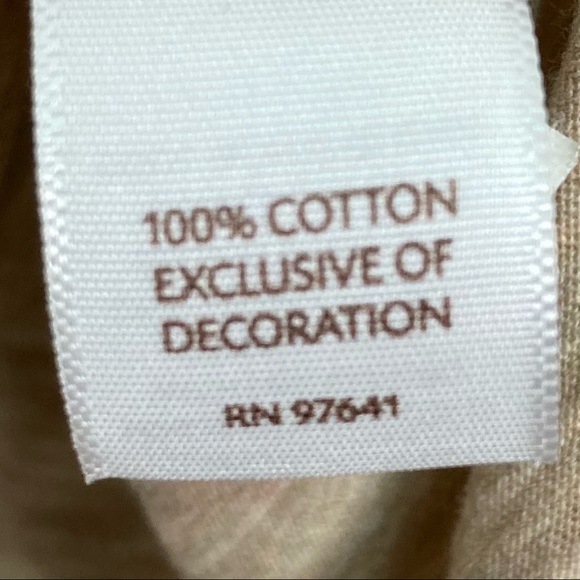 100% COTTON
EXCLUSIVE OF
DECORATION
RN 97641